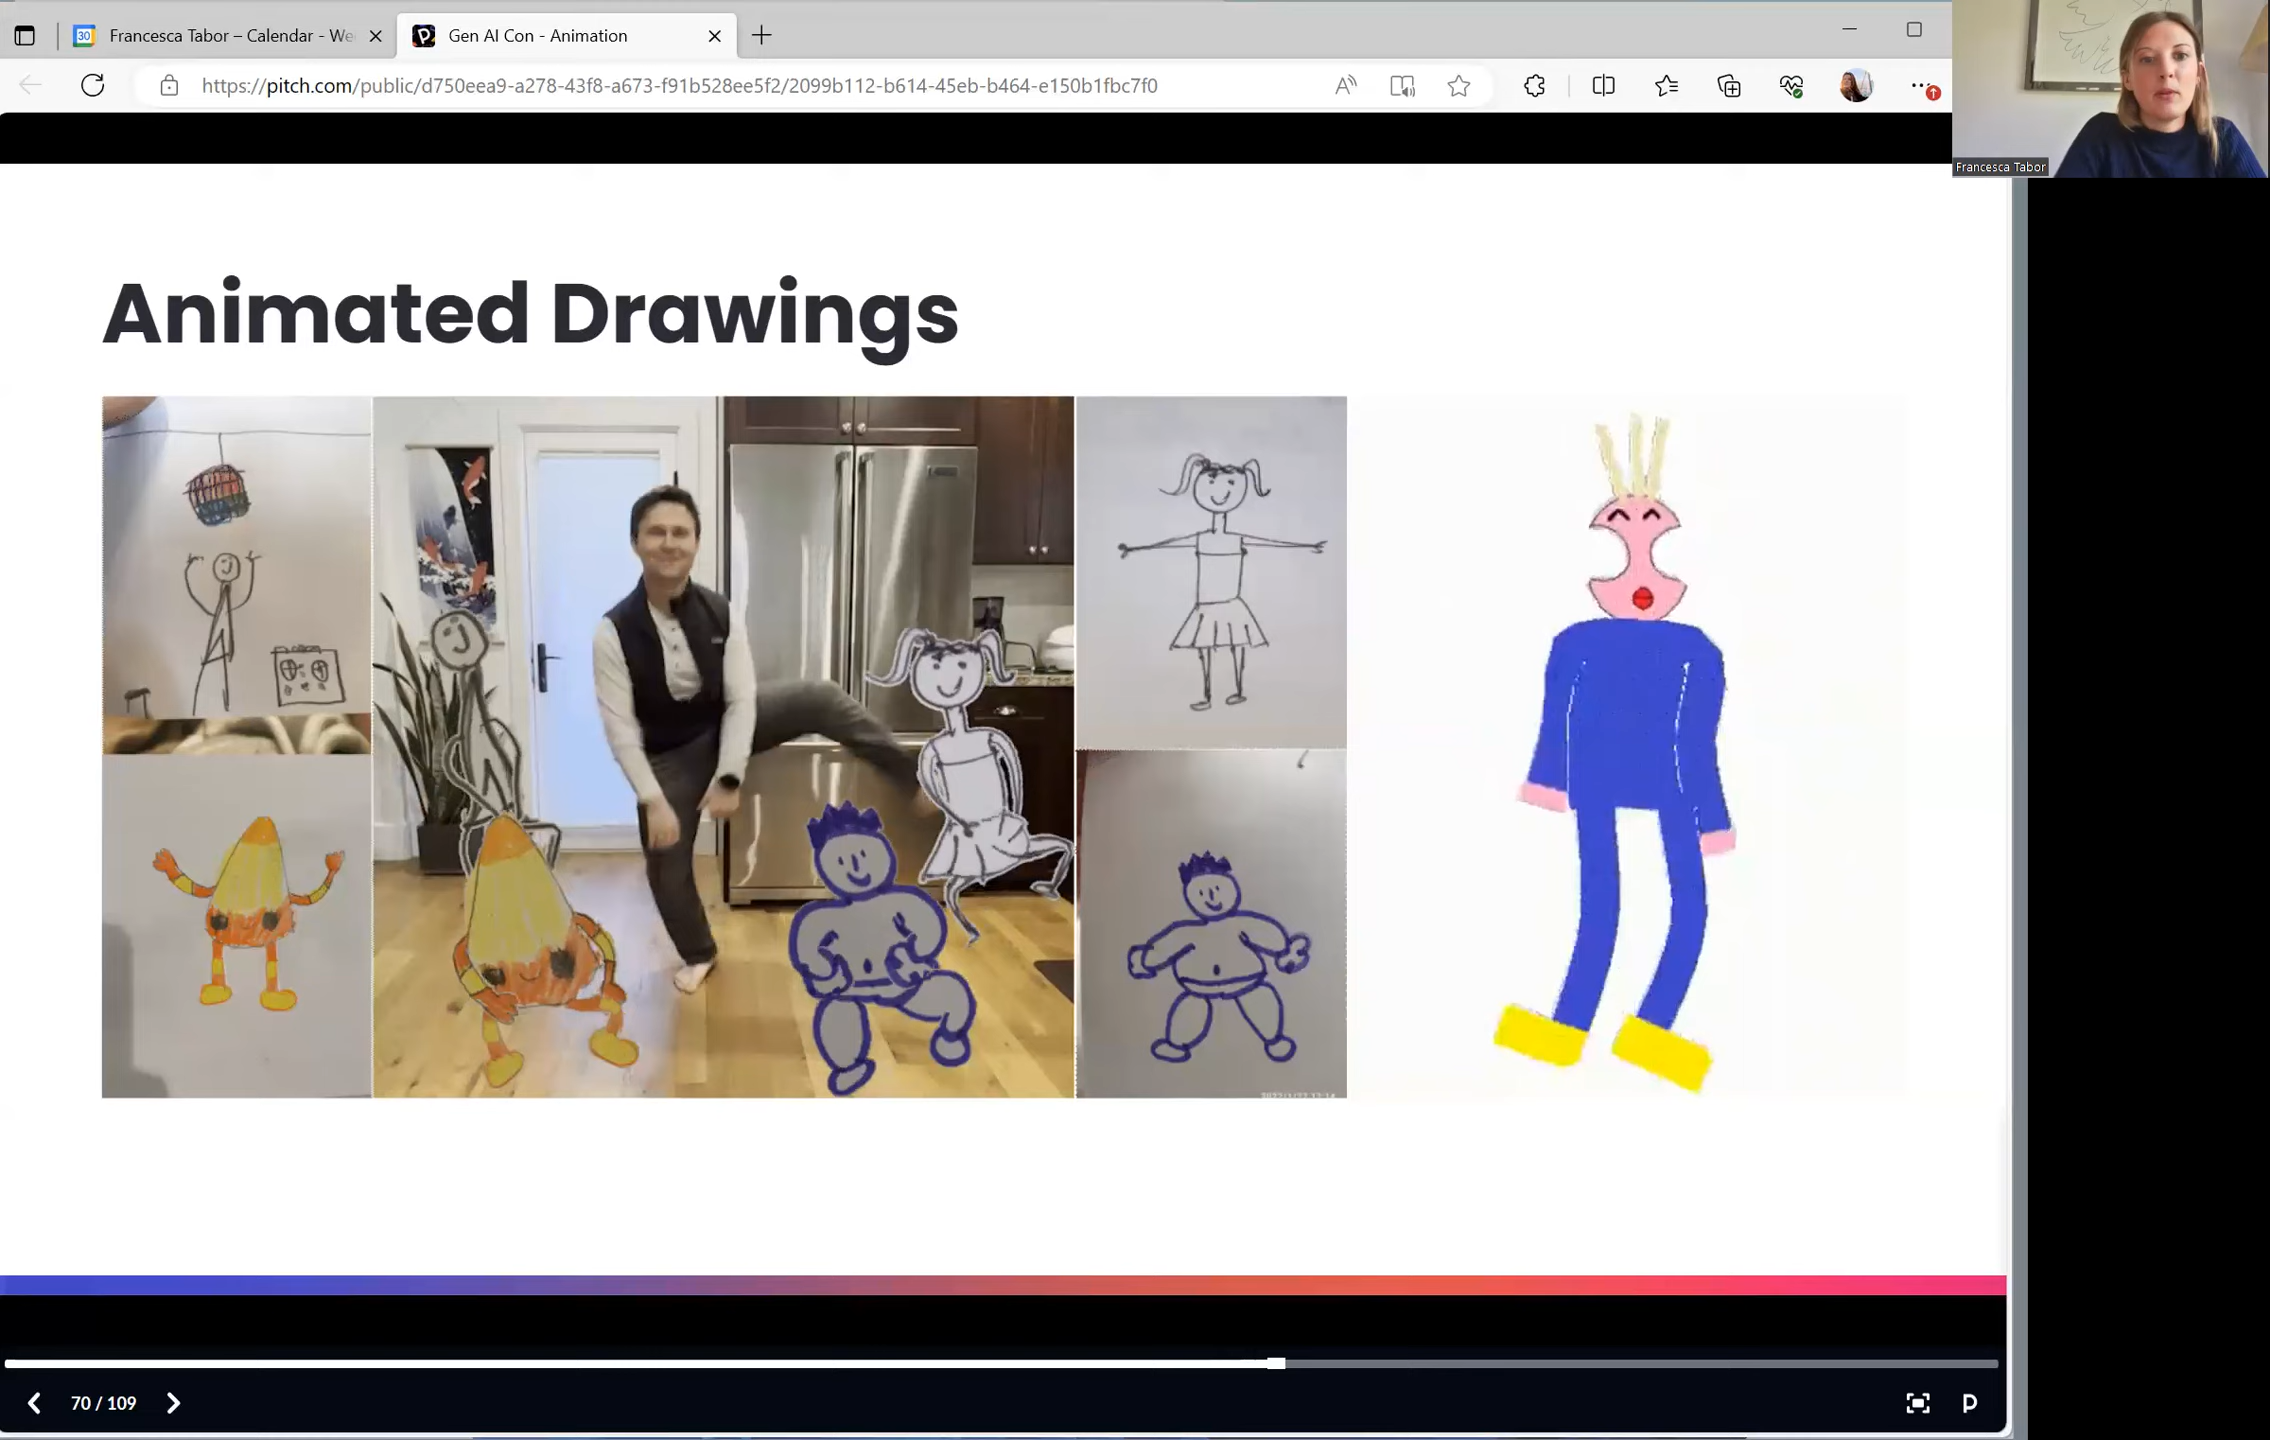 Francesca Tabor – Calendar - We
Gen AI Con - Animation
https://pitch.com/public/d750eea9-a278-43f8-a673-f91b528ee5f2/2099b112-b614-45eb-b464-e150b1fbc7f0
Francesca Tabor
Animated Drawings
70 / 109